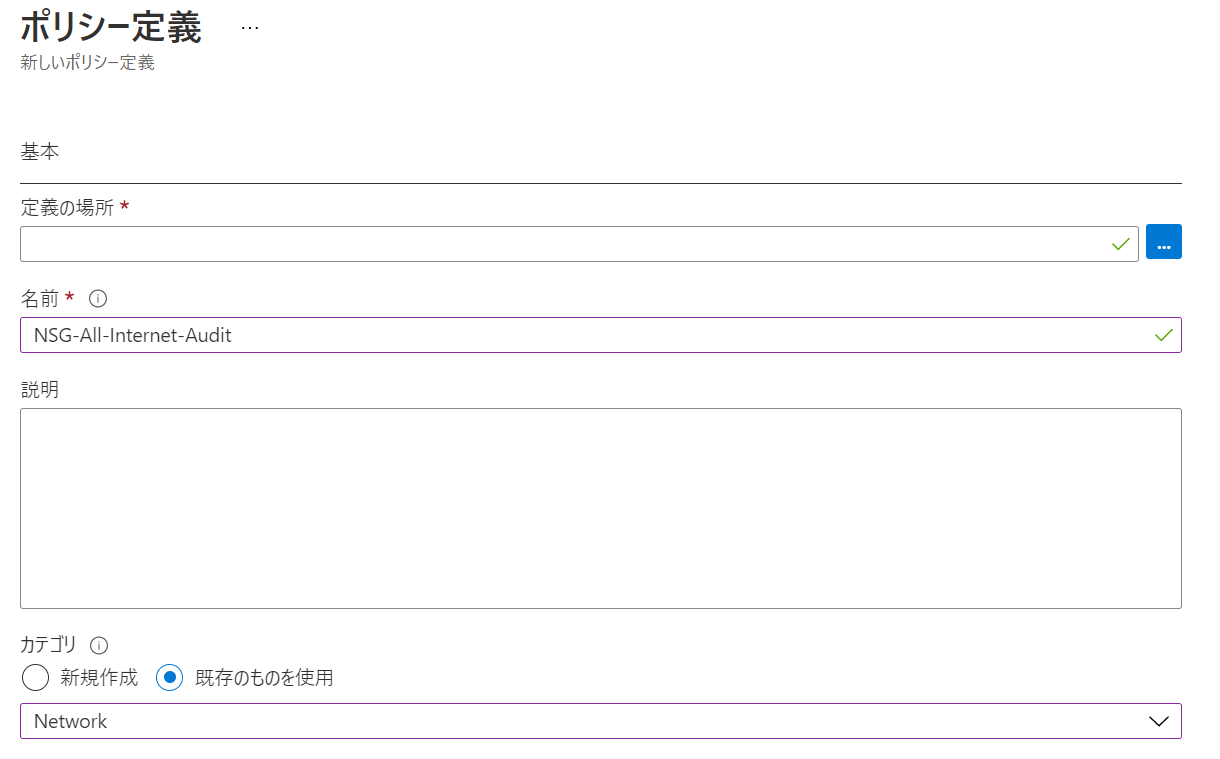 ポリシー定義 …
新しいポリシー定義
基本
定義の場所 *
...
名前 *
NSG-All-Internet-Audit
説明
カテゴリ
新規作成 既存のものを使用
Network